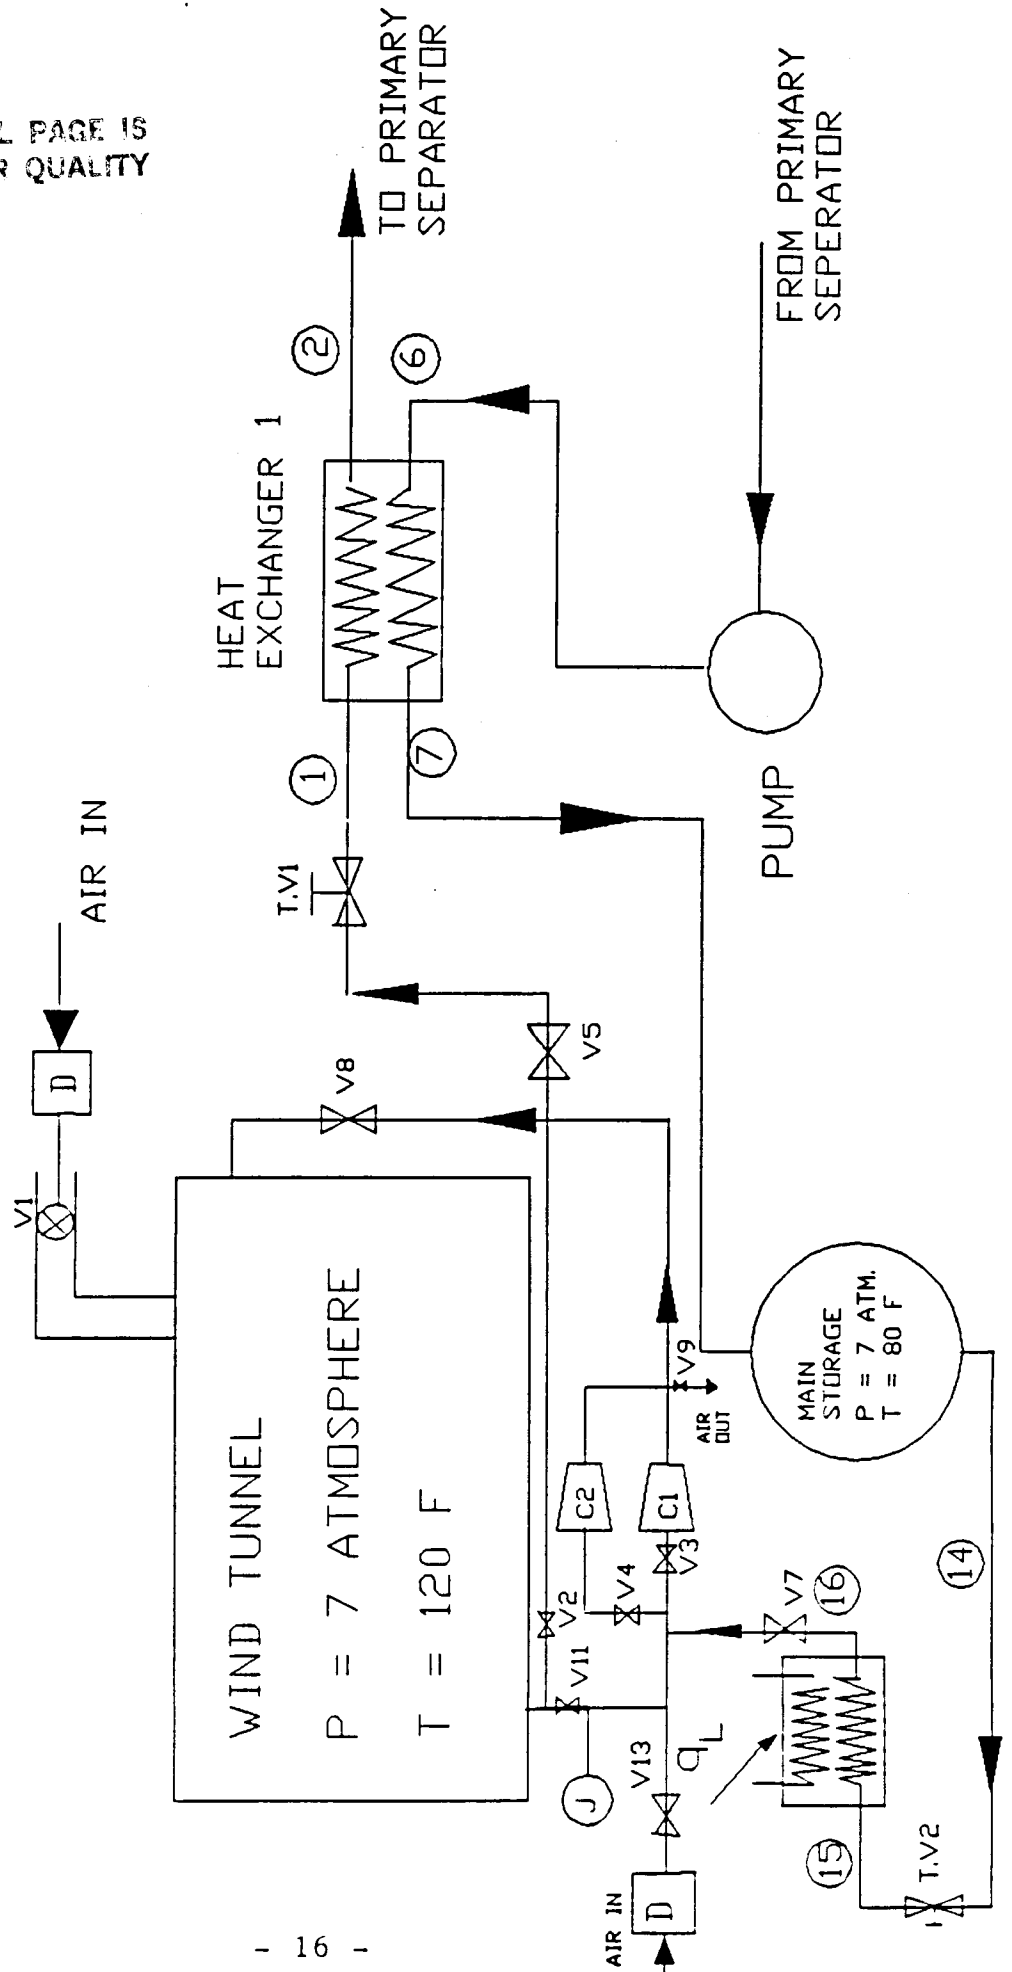 L PAGE IS
R QUALITY
TO PRIMARY
SEPARATOR
FROM PRIMARY
SEPERATOR
2
6
HEAT
EXCHANGER 1
1
7
T.V1
PUMP
AIR IN
D
V1
V8
V5
WIND TUNNEL
P = 7 ATMOSPHERE
T = 120 F
V9
AIR
OUT
MAIN
STORAGE
P = 7 ATM.
T = 80 F
C2
C1
V3
V4
V2
V11
V7
16
14
J
V13
qL
15
T.V2
AIR IN
D
- 16 -